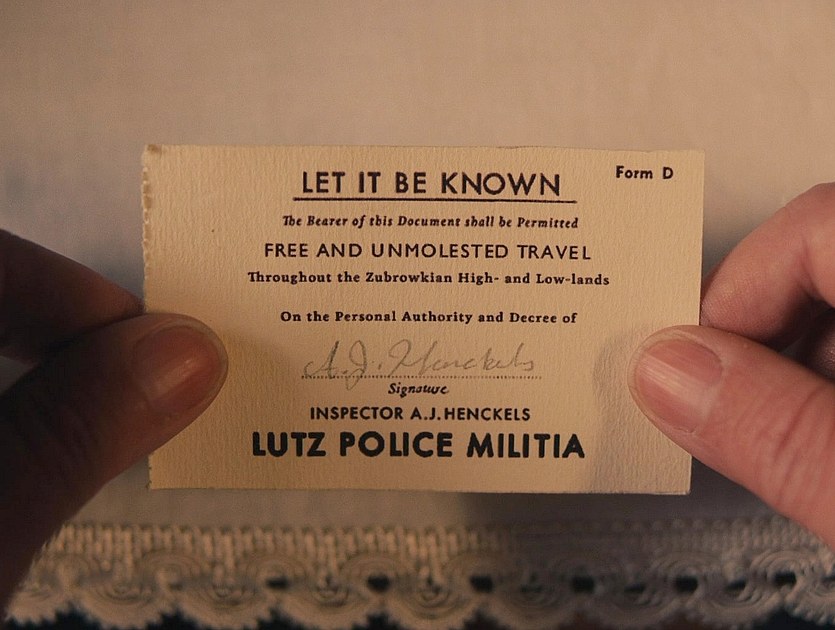 Form D
LET IT BE KNOWN
The Bearer of this Document shall be Permitted
FREE AND UNMOLESTED TRAVEL
Throughout the Zubrowkian High- and Low-lands
On the Personal Authority and Decree of
A.J. Henckels
Signature
INSPECTOR A.J. HENCKELS
LUTZ POLICE MILITIA